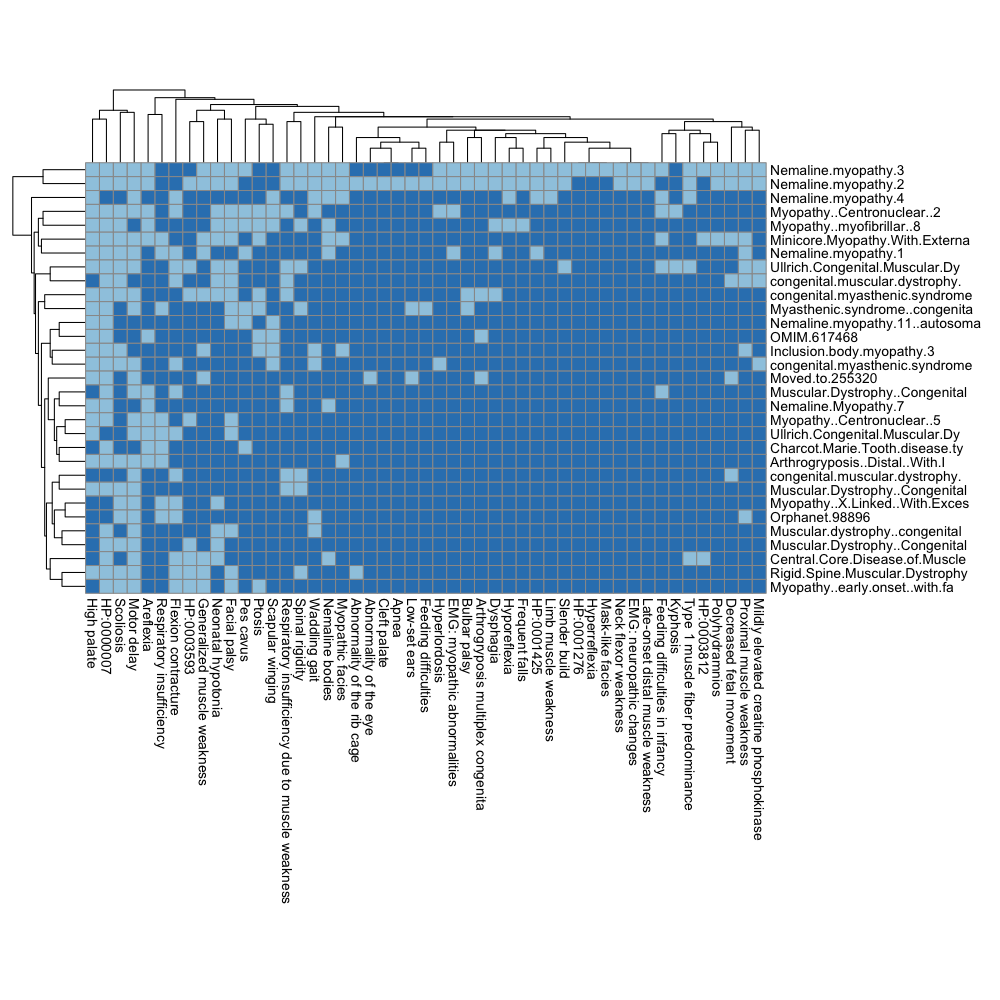 Nemaline.myopathy.3
Nemaline.myopathy.2
Nemaline.myopathy.4
Myopathy..Centronuclear..2
Myopathy..myofibrillar..8
Minicore.Myopathy.With.Externa
Nemaline.myopathy.1
Ullrich.Congenital.Muscular.Dy
congenital.muscular.dystrophy.
congenital.myasthenic.syndrome
Myasthenic.syndrome..congenita
Nemaline.myopathy.11..autosoma
OMIM.617468
Inclusion.body.myopathy.3
congenital.myasthenic.syndrome
Moved.to.255320
Muscular.Dystrophy..Congenital
Nemaline.Myopathy.7
Myopathy..Centronuclear..5
Ullrich.Congenital.Muscular.Dy
Charcot.Marie.Tooth.disease.ty
Arthrogryposis..Distal..With.I
congenital.muscular.dystrophy.
Muscular.Dystrophy..Congenital
Myopathy..X.Linked..With.Exces
Orphanet.98896
Muscular.dystrophy..congenital
Muscular.Dystrophy..Congenital
Central.Core.Disease.of.Muscle
Rigid.Spine.Muscular.Dystrophy
Myopathy..early.onset..with.fa
High palate
HP:0000007
Scoliosis
Motor delay
Areflexia
Respiratory insufficiency
Flexion contracture
HP:0003593
Generalized muscle weakness
Neonatal hypotonia
Facial palsy
Pes cavus
Ptosis
Scapular winging
Respiratory insufficiency due to muscle weakness
Spinal rigidity
Waddling gait
Nemaline bodies
Myopathic facies
Abnormality of the rib cage
Abnormality of the eye
Cleft palate
Apnea
Low-set ears
Feeding difficulties
Hyperlordosis
EMG: myopathic abnormalities
Bulbar palsy
Arthrogryposis multiplex congenita
Dysphagia
Hyporeflexia
Frequent falls
HP:0001425
Limb muscle weakness
Slender build
HP:0001276
Hyperreflexia
Mask-like facies
Neck flexor weakness
EMG: neuropathic changes
Late-onset distal muscle weakness
Feeding difficulties in infancy
Kyphosis
Type 1 muscle fiber predominance
HP:0003812
Polyhydramnios
Decreased fetal movement
Proximal muscle weakness
Mildly elevated creatine phosphokinase